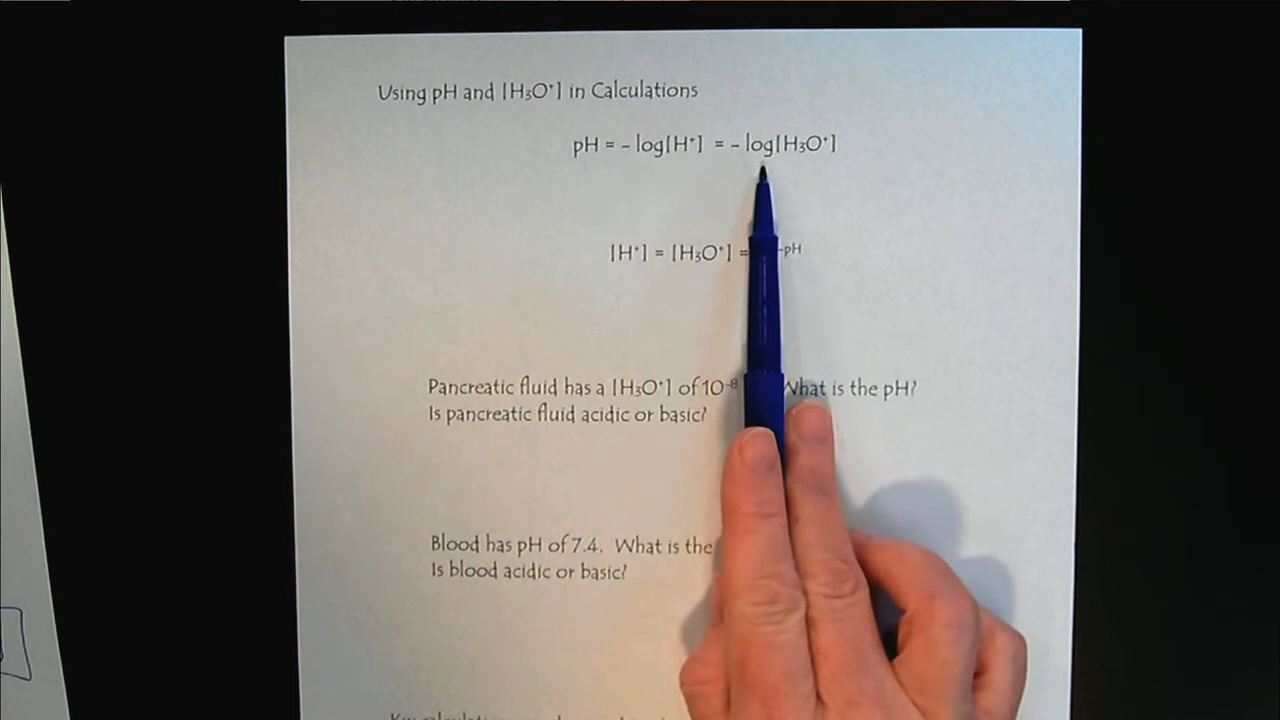 Using pH and [H₃O⁺] in Calculations
pH = - log[H⁺] = - log[H₃O⁺]
[H⁺] = [H₃O⁺] = ⁻ᵖᴴ
Pancreatic fluid has a [H₃O⁺] of 10⁻⁸ What is the pH?
Is pancreatic fluid acidic or basic?
Blood has pH of 7.4. What is the
Is blood acidic or basic?